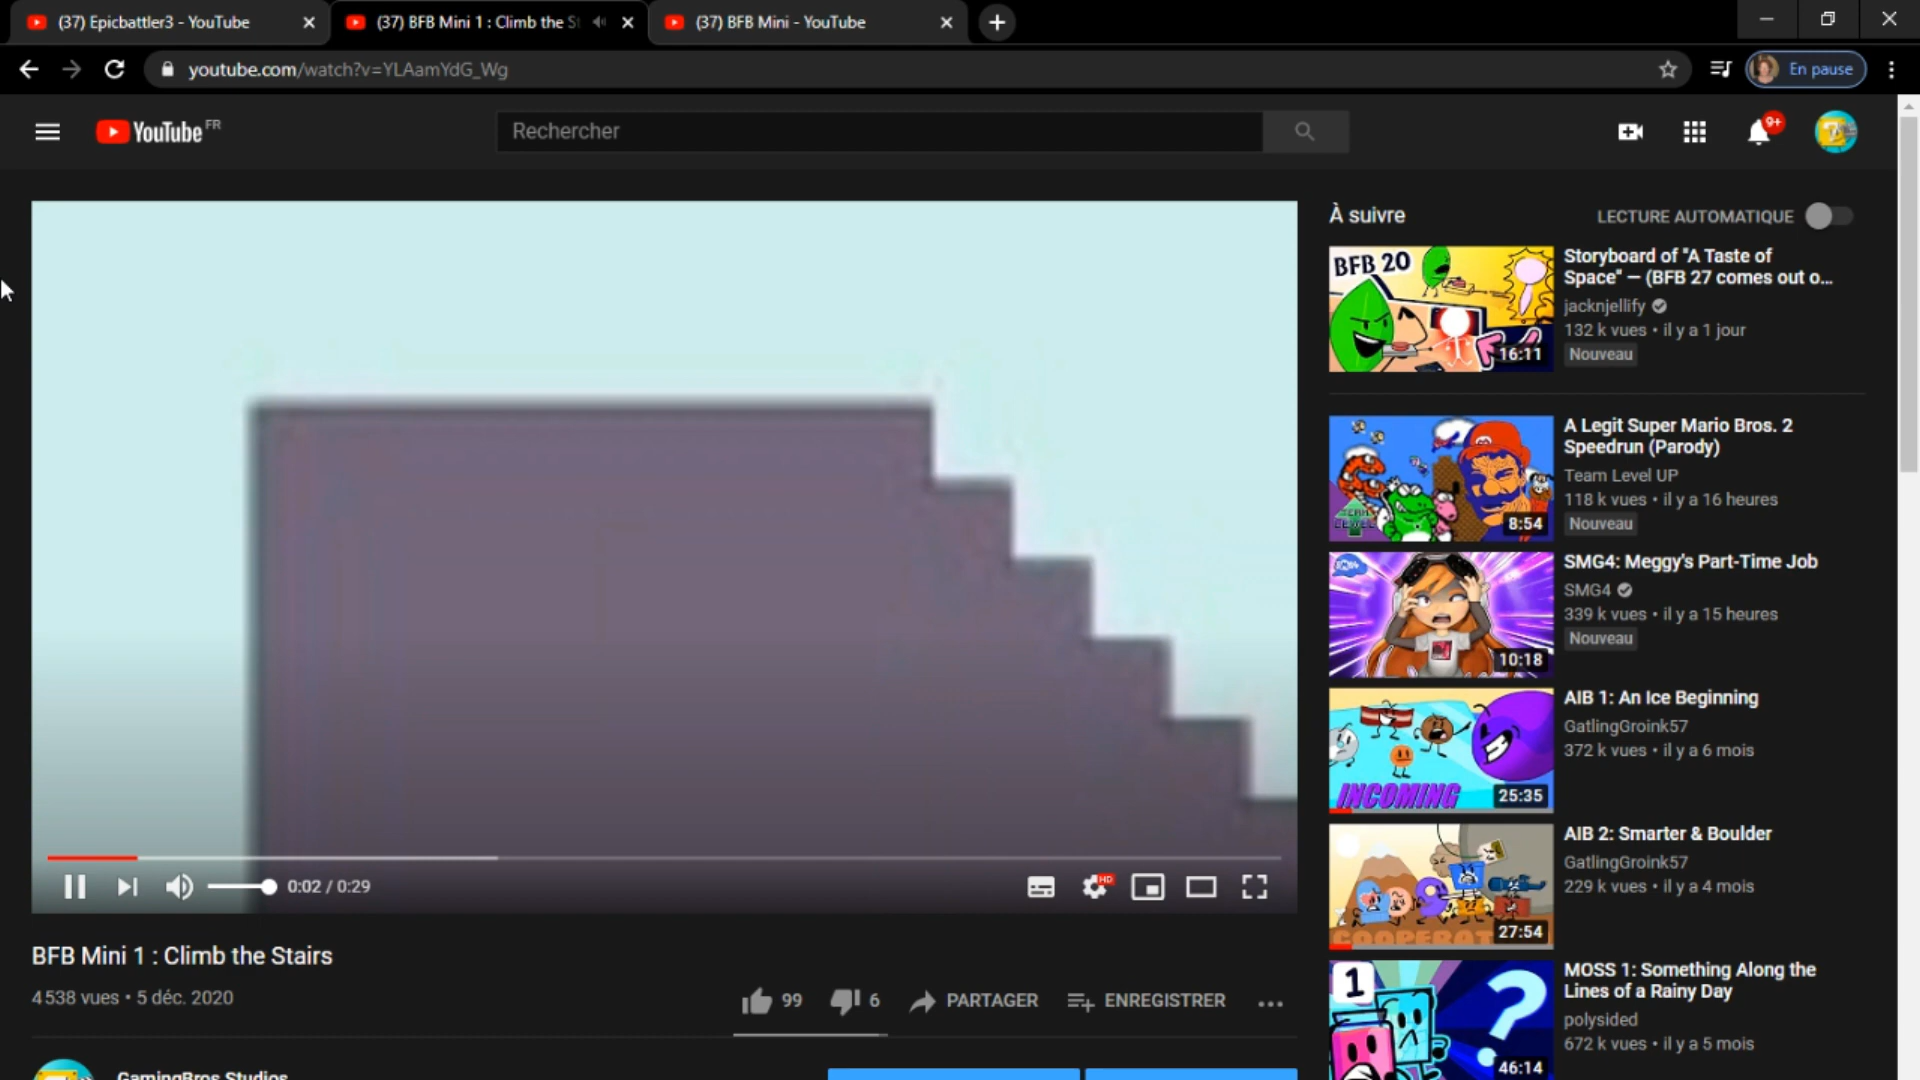 (37) Epicbattler3 - YouTube
(37) BFB Mini 1 : Climb the St
(37) BFB Mini - YouTube
youtube.com/watch?v=YLAamYdG_Wg
En pause
YouTube FR
Rechercher
9+
À suivre
LECTURE AUTOMATIQUE
BFB 20
16:11
Storyboard of "A Taste of
Space" — (BFB 27 comes out o...
jacknjellify
132 k vues • il y a 1 jour
Nouveau
TEAM
LEVEL
8:54
A Legit Super Mario Bros. 2
Speedrun (Parody)
Team Level UP
118 k vues • il y a 16 heures
Nouveau
10:18
SMG4: Meggy's Part-Time Job
SMG4
339 k vues • il y a 15 heures
Nouveau
INCOMING
25:35
AIB 1: An Ice Beginning
GatlingGroink57
372 k vues • il y a 6 mois
COOPERAT
27:54
AIB 2: Smarter & Boulder
GatlingGroink57
229 k vues • il y a 4 mois
1
?
46:14
MOSS 1: Something Along the
Lines of a Rainy Day
polysided
672 k vues • il y a 5 mois
0:02 / 0:29
HD
BFB Mini 1 : Climb the Stairs
4 538 vues • 5 déc. 2020
99
6
PARTAGER
ENREGISTRER
GamingBros Studios